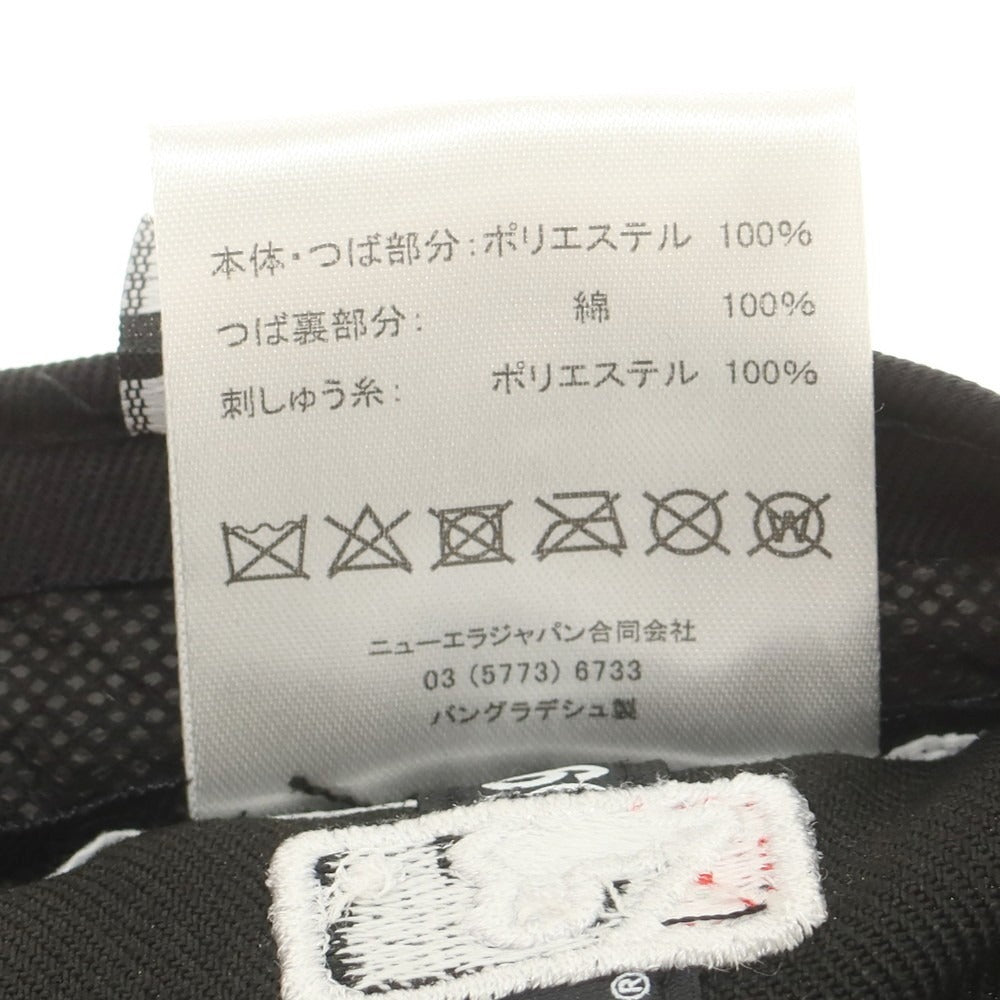 本体・つば部分:ポリエステル 100%
つば裏部分: 綿 100%
刺しゅう糸: ポリエステル 100%
W
ニューエラジャパン合同会社
03 (5773) 6733
バングラデシュ製
®